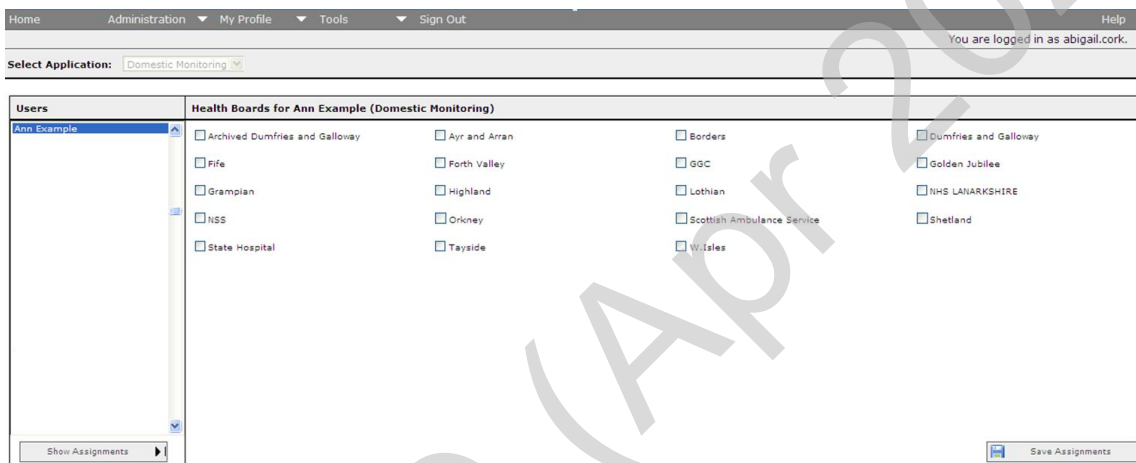 Home Administration My Profile Tools Sign Out Help
You are logged in as abigail.cork.
Select Application: Domestic Monitoring
Users Health Boards for Ann Example (Domestic Monitoring)
Ann Example
Archived Dumfries and Galloway Ayr and Arran Borders Dumfries and Galloway
Fife Forth Valley GGC Golden Jubilee
Grampian Highland Lothian NHS LANARKSHIRE
NSS Orkney Scottish Ambulance Service Shetland
State Hospital Tayside W.Isles
Show Assignments Save Assignments
(Apr 20